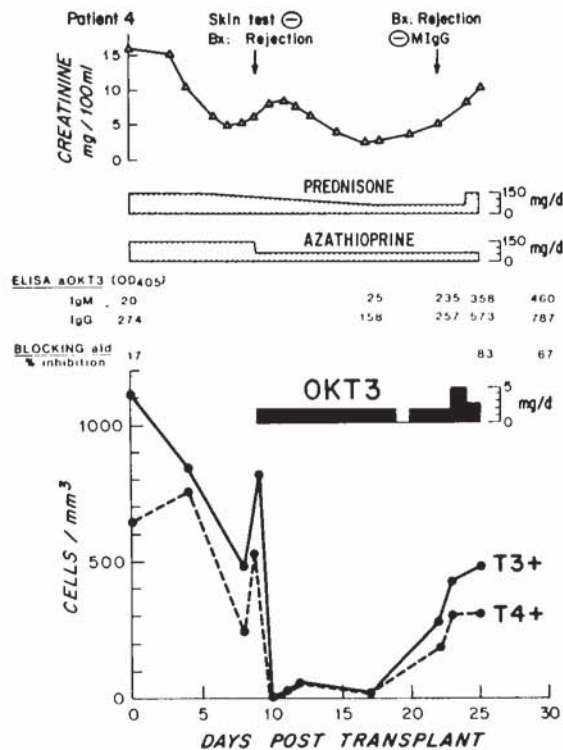 Patient 4
Skin test ⊖
Bx: Rejection
Bx: Rejection
⊖ MIgG
CREATININE
mg/100ml
15
10
5
0
PREDNISONE
150
0
mg/d
AZATHIOPRINE
150
0
mg/d
ELISA aOKT3 (OD405)
IgM 20 25 235 358 460
IgG 274 158 257 573 787
BLOCKING aId
% inhibition 17 83 67
OKT3
5
0
mg/d
CELLS / mm³
1000
500
0
T3+
T4+
0 5 10 15 20 25 30
DAYS POST TRANSPLANT